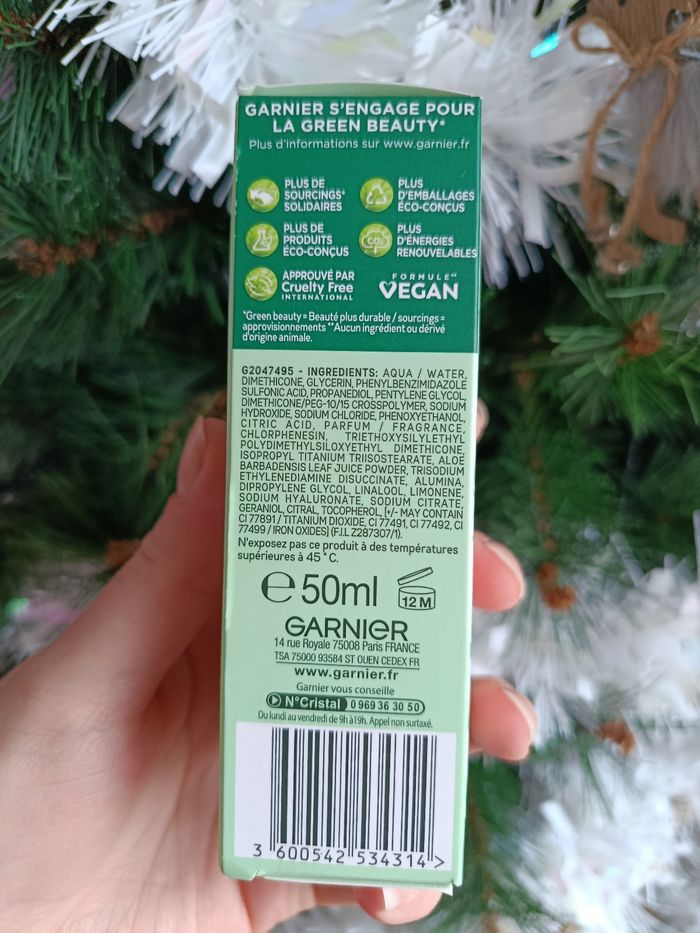 GARNIER S'ENGAGE POUR
LA GREEN BEAUTY*
Plus d'informations sur www.garnier.fr
PLUS DE
SOURCINGS*
SOLIDAIRES
PLUS
D'EMBALLAGES
ÉCO-CONÇUS
PLUS DE
PRODUITS
ÉCO-CONÇUS
CO2
PLUS
D'ÉNERGIES
RENOUVELABLES
APPROUVÉ PAR
Cruelty Free
INTERNATIONAL
FORMULE**
VEGAN
*Green beauty = Beauté plus durable / sourcings =
approvisionnements **Aucun ingrédient ou dérivé
d'origine animale.
G2047495 - INGREDIENTS: AQUA / WATER,
DIMETHICONE, GLYCERIN, PHENYLBENZIMIDAZOLE
SULFONIC ACID, PROPANEDIOL, PENTYLENE GLYCOL,
DIMETHICONE/PEG-10/15 CROSSPOLYMER, SODIUM
HYDROXIDE, SODIUM CHLORIDE, PHENOXYETHANOL,
CITRIC ACID, PARFUM / FRAGRANCE,
CHLORPHENESIN, TRIETHOXYSILYLETHYL
POLYDIMETHYLSILOXYETHYL DIMETHICONE,
ISOPROPYL TITANIUM TRIISOSTEARATE, ALOE
BARBADENSIS LEAF JUICE POWDER, TRISODIUM
ETHYLENEDIAMINE DISUCCINATE, ALUMINA,
DIPROPYLENE GLYCOL, LINALOOL, LIMONENE,
SODIUM HYALURONATE, SODIUM CITRATE,
GERANIOL, CITRAL, TOCOPHEROL, [+/- MAY CONTAIN
CI 77891 / TITANIUM DIOXIDE, CI 77491, CI 77492, CI
77499 / IRON OXIDES] (F.I.L Z287307/1).
N'exposez pas ce produit à des températures
supérieures à 45°C.
e 50ml
12 M
GARNIER
14 rue Royale 75008 Paris FRANCE
TSA 75000 93584 ST OUEN CEDEX FR
www.garnier.fr
Garnier vous conseille
N°Cristal 0 969 36 30 50
Du lundi au vendredi de 9h à 19h. Appel non surtaxé.
3 600542 534314 >